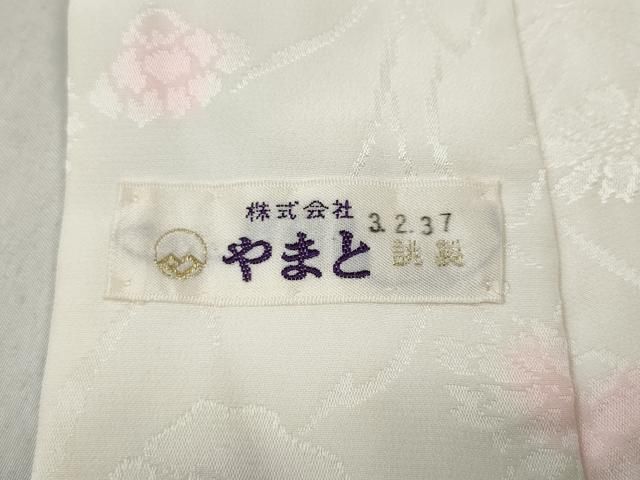 株式会社
3.2.37
やまと
誂製